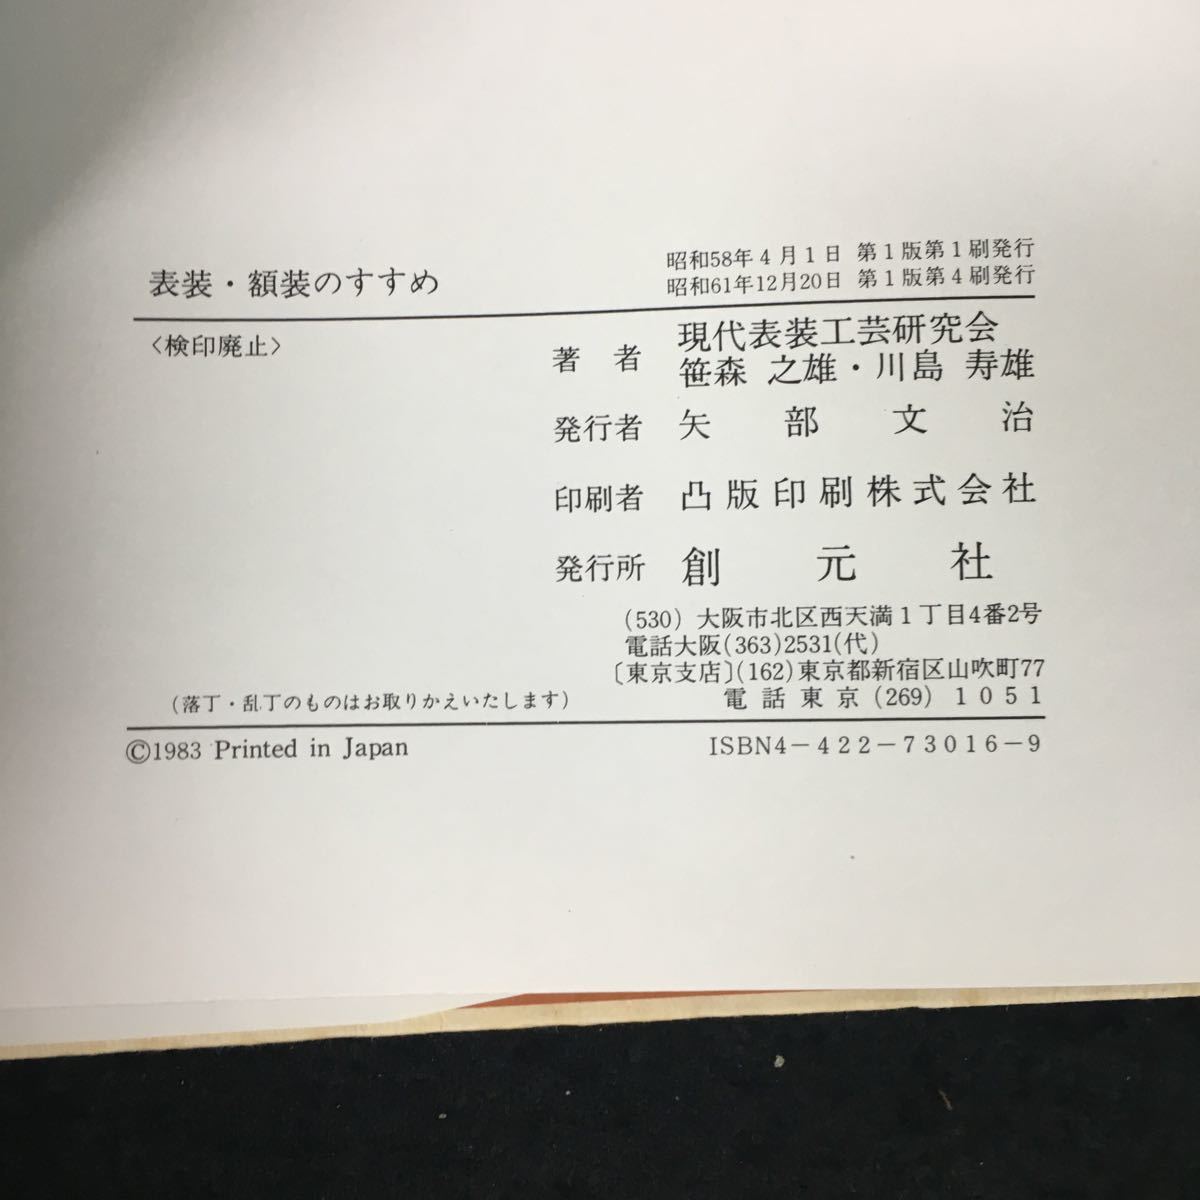 表装・額装のすすめ
昭和58年4月1日 第1版第1刷発行
昭和61年12月20日 第1版第4刷発行
〈検印廃止〉
著者 現代表装工芸研究会
笹森 之雄・川島 寿雄
発行者 矢部文治
印刷者 凸版印刷株式会社
発行所 創元社
(530) 大阪市北区西天満1丁目4番2号
電話大阪(363)2531(代)
〔東京支店〕(162)東京都新宿区山吹町77
電話東京(269)1051
(落丁・乱丁のものはお取りかえいたします)
©1983 Printed in Japan
ISBN4-422-73016-9